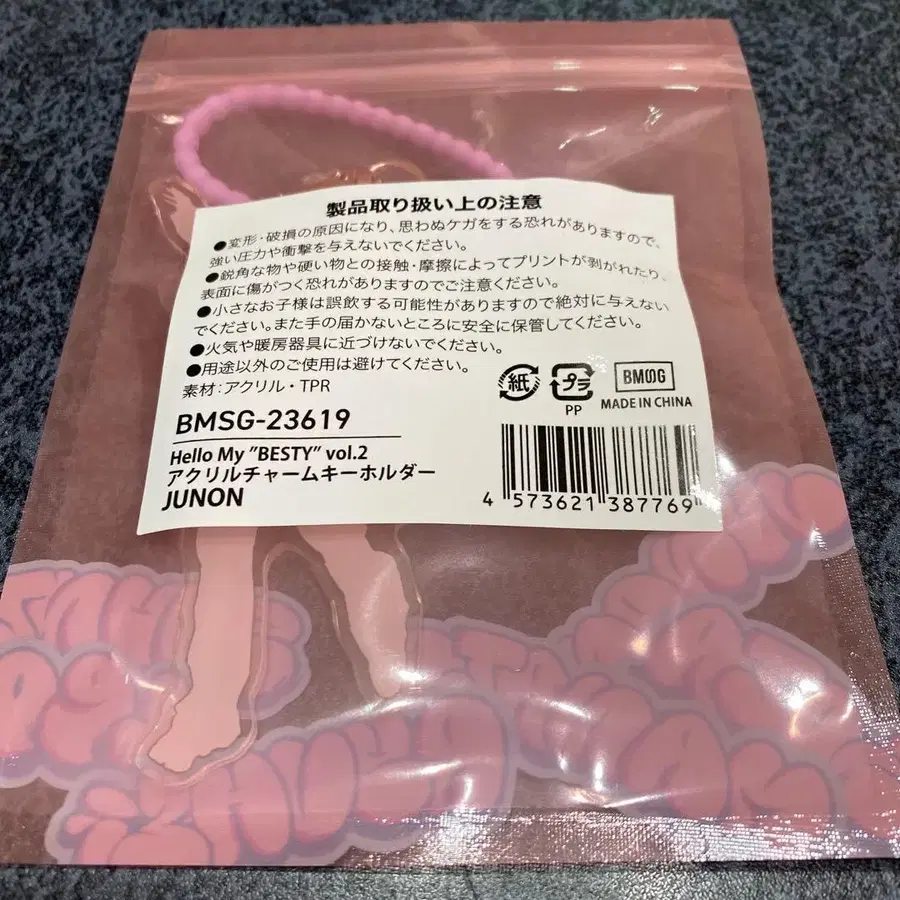 製品取り扱い上の注意
●変形・破損の原因になり、思わぬケガをする恐れがありますので、
強い圧力や衝撃を与えないでください。
●鋭角な物や硬い物との接触・摩擦によってプリントが剥がれたり、
表面に傷がつく恐れがありますのでご注意ください。
●小さなお子様は誤飲する可能性がありますので絶対に与えない
でください。また手の届かないところに安全に保管してください。
●火気や暖房器具に近づけないでください。
●用途以外のご使用は避けてください。
素材：アクリル・TPR
紙
プラ
PP
BMSG
MADE IN CHINA
BMSG-23619
Hello My "BESTY" vol.2
アクリルチャームキーホルダー
JUNON
4 573621 387769